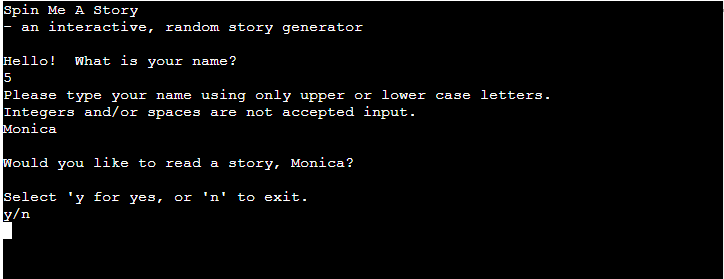 Spin Me A Story
- an interactive, random story generator
Hello!  What is your name?
5
Please type your name using only upper or lower case letters.
Integers and/or spaces are not accepted input.
Monica
Would you like to read a story, Monica?
Select 'y for yes, or 'n' to exit.
y/n